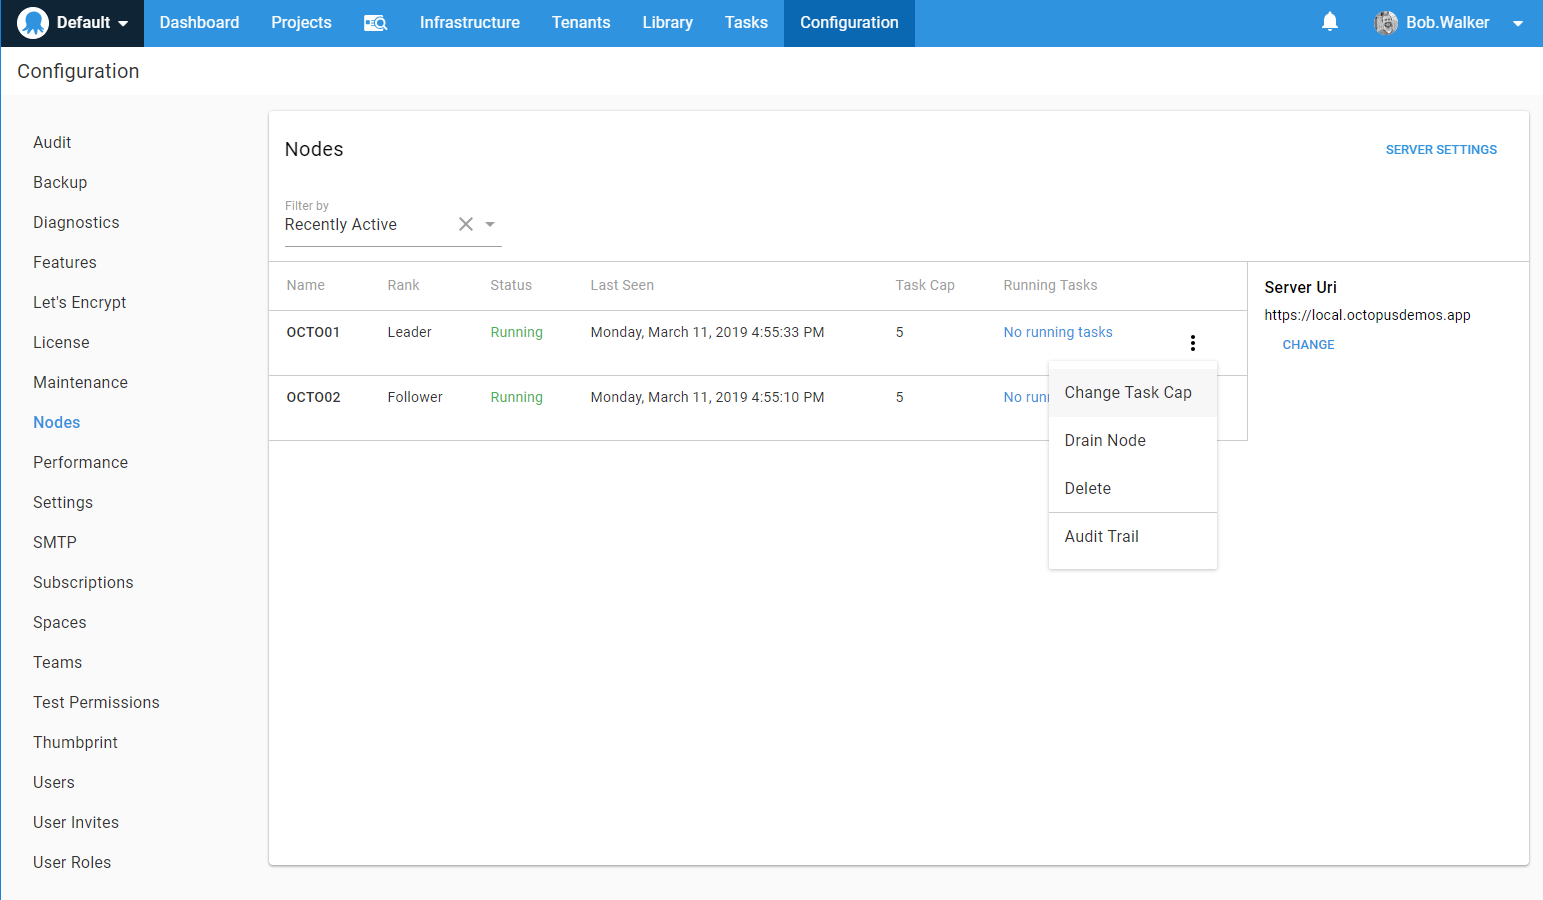 Default Dashboard Projects Infrastructure Tenants Library Tasks Configuration Bob.Walker
Configuration
Audit
Backup
Diagnostics
Features
Let's Encrypt
License
Maintenance
Nodes
Performance
Settings
SMTP
Subscriptions
Spaces
Teams
Test Permissions
Thumbprint
Users
User Invites
User Roles
Nodes SERVER SETTINGS
Filter by
Recently Active
Name Rank Status Last Seen Task Cap Running Tasks
OCTO01 Leader Running Monday, March 11, 2019 4:55:33 PM 5 No running tasks
OCTO02 Follower Running Monday, March 11, 2019 4:55:10 PM 5 No run
Change Task Cap
Drain Node
Delete
Audit Trail
Server Uri
https://local.octopusdemos.app
CHANGE